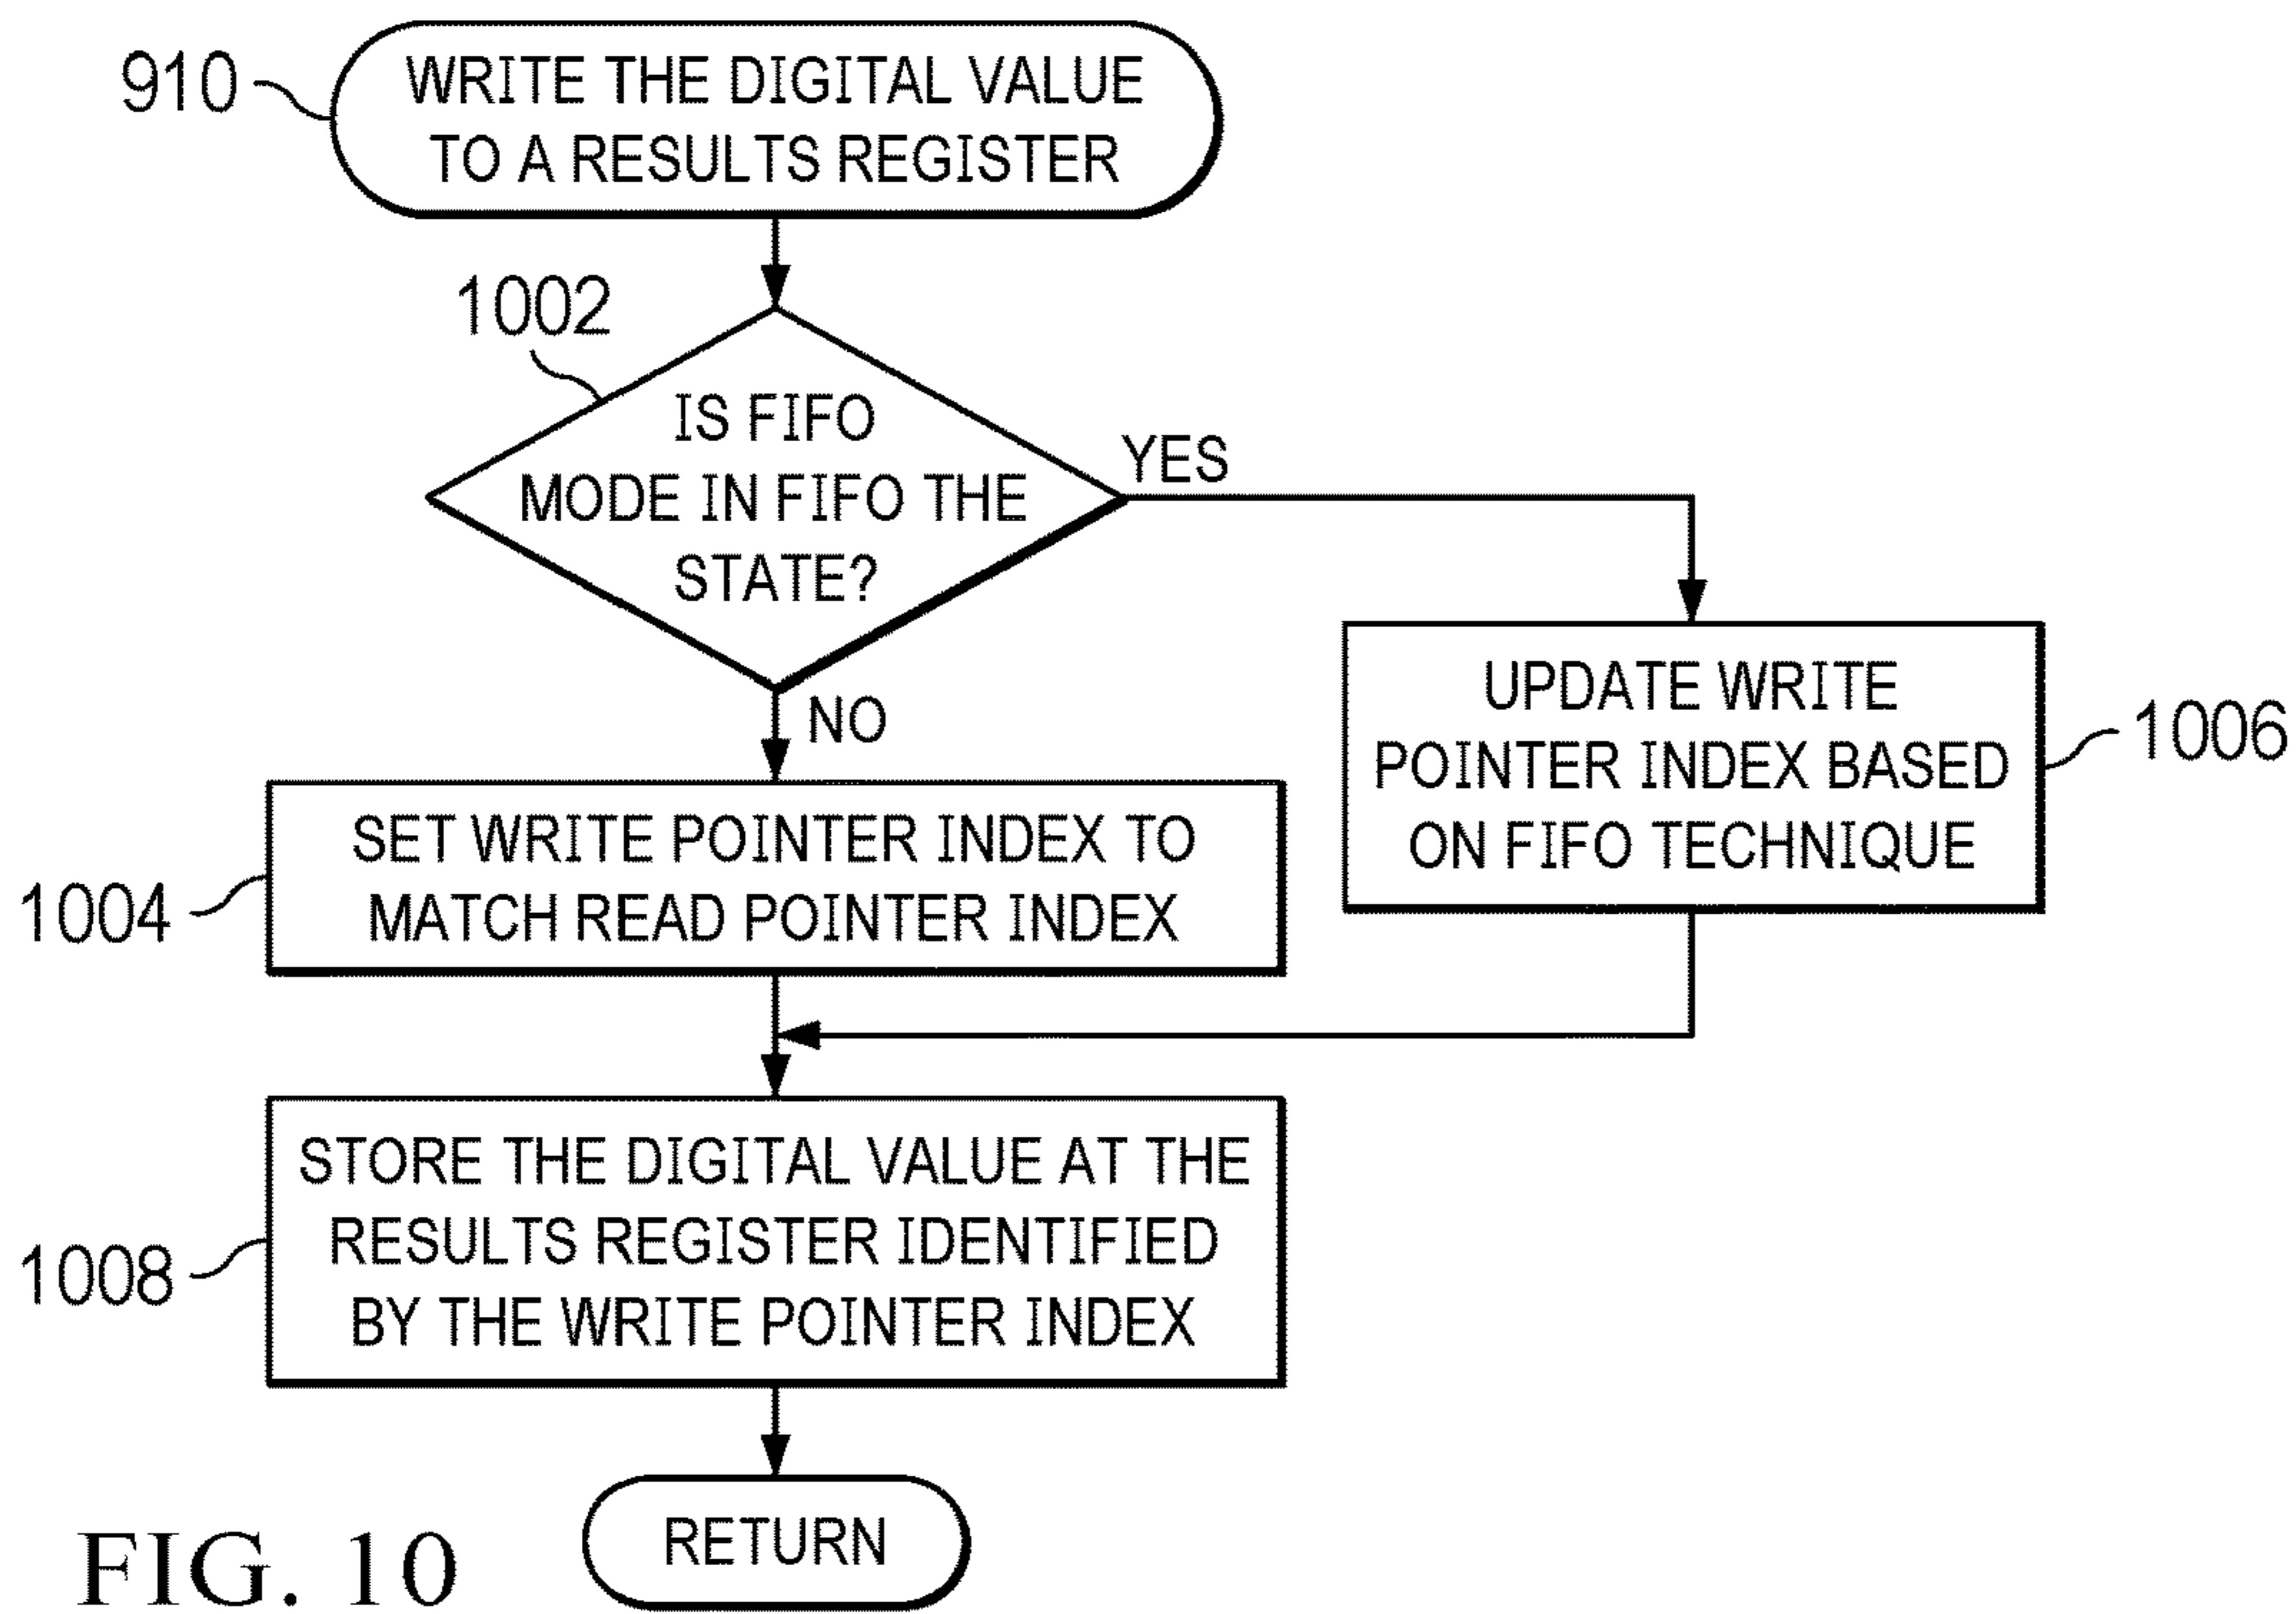 910
WRITE THE DIGITAL VALUE
TO A RESULTS REGISTER
1002
IS FIFO
MODE IN FIFO THE
STATE?
YES
NO
UPDATE WRITE
POINTER INDEX BASED
ON FIFO TECHNIQUE
1006
SET WRITE POINTER INDEX TO
MATCH READ POINTER INDEX
1004
STORE THE DIGITAL VALUE AT THE
RESULTS REGISTER IDENTIFIED
BY THE WRITE POINTER INDEX
1008
RETURN
FIG. 10